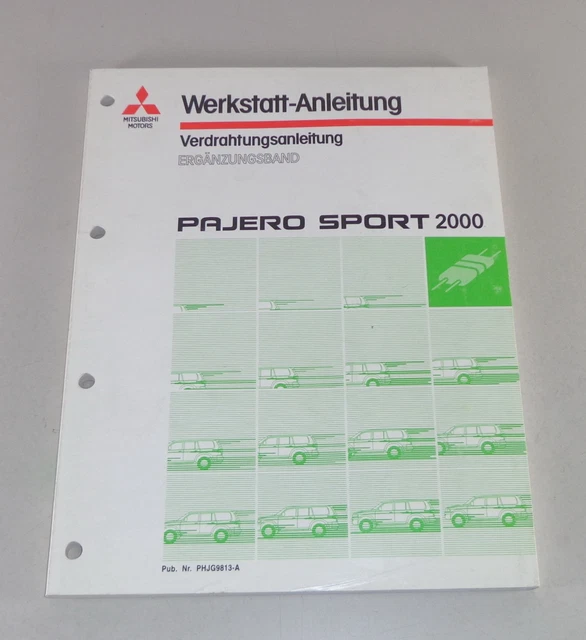 MITSUBISHI
MOTORS
Werkstatt-Anleitung
Verdrahtungsanleitung
ERGÄNZUNGSBAND
PAJERO SPORT 2000
Pub. Nr. PHJG9813-A